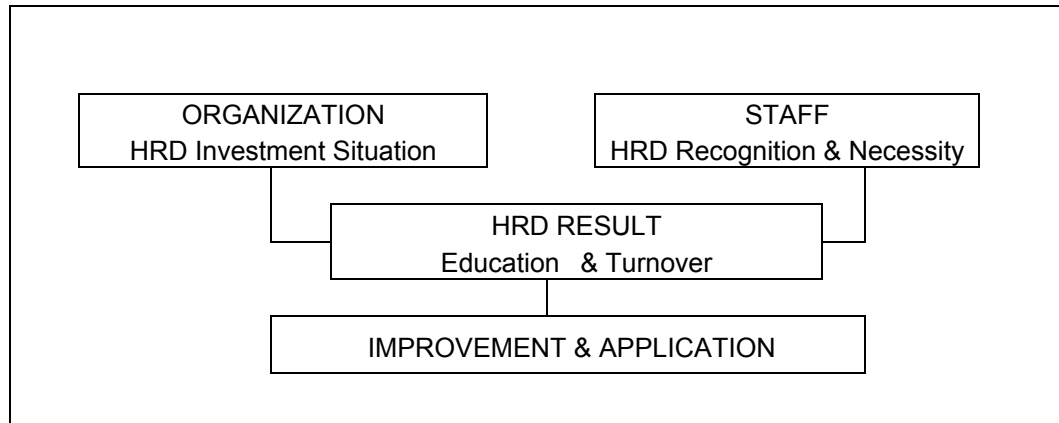 ORGANIZATION
HRD Investment Situation
STAFF
HRD Recognition & Necessity
HRD RESULT
Education & Turnover
IMPROVEMENT & APPLICATION